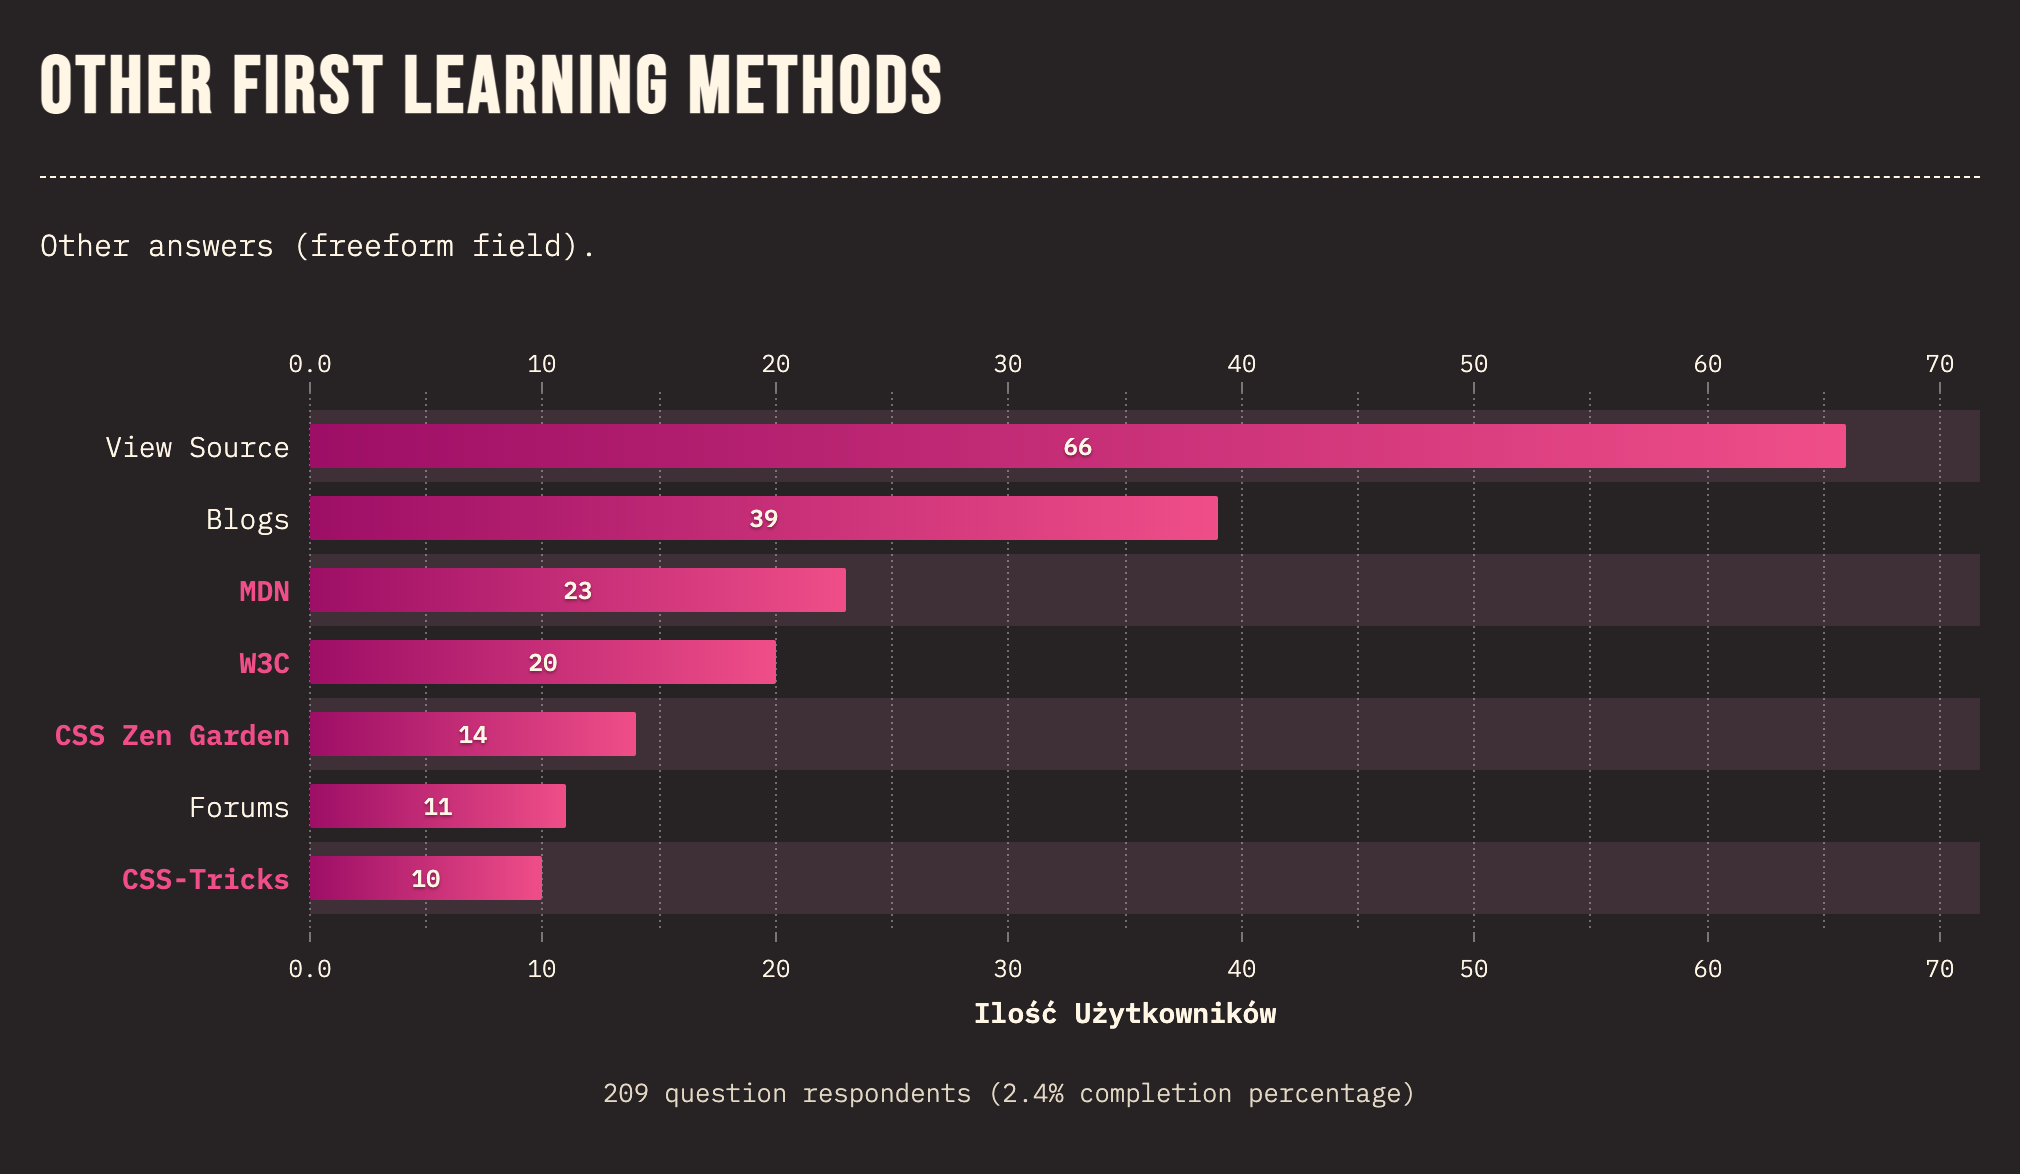 OTHER FIRST LEARNING METHODS
Other answers (freeform field).
0.0 10 20 30 40 50 60 70
View Source 66
Blogs 39
MDN 23
W3C 20
CSS Zen Garden 14
Forums 11
CSS-Tricks 10
0.0 10 20 30 40 50 60 70
Ilość Użytkowników
209 question respondents (2.4% completion percentage)